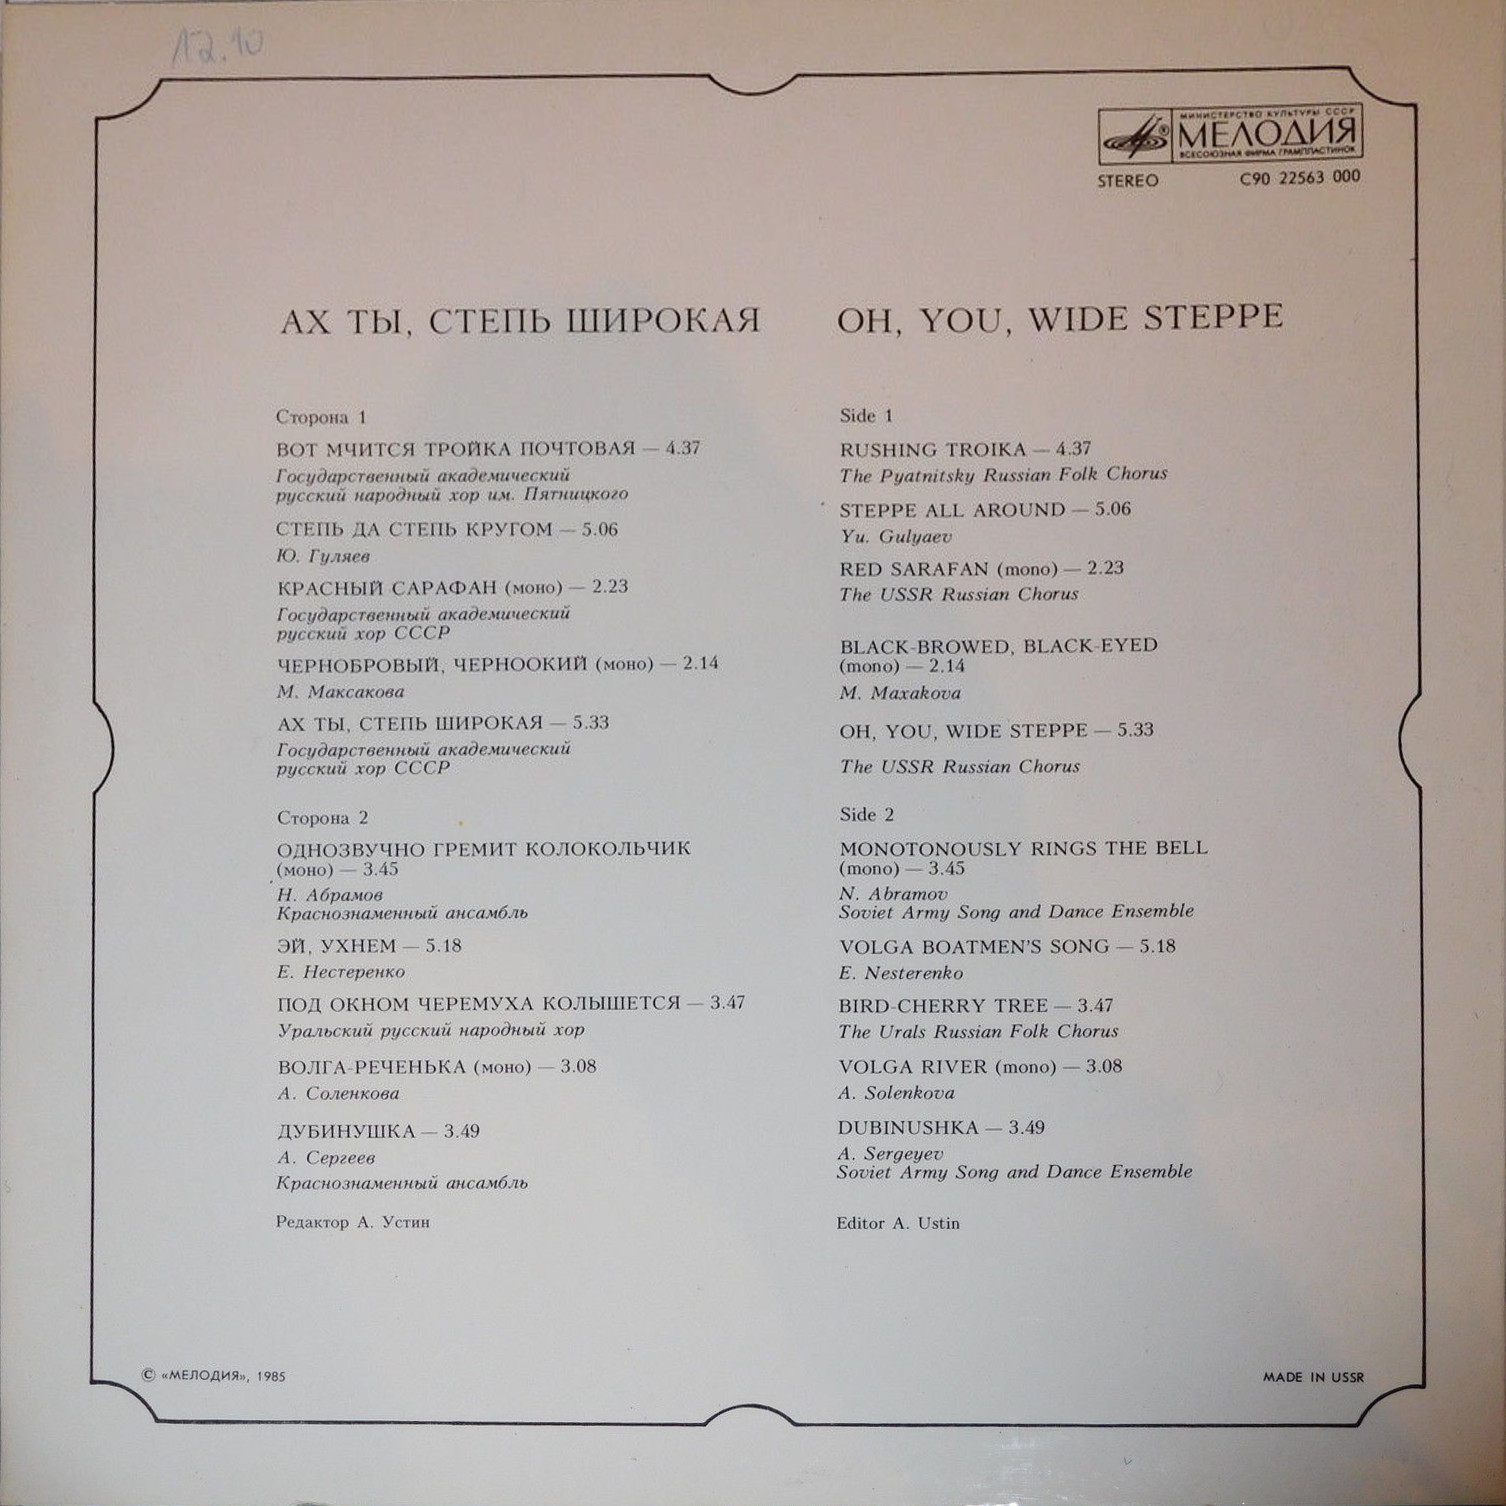 12.10
МИНИСТЕРСТВО КУЛЬТУРЫ СССР
МЕЛОДИЯ
ВСЕСОЮЗНАЯ ФИРМА ГРАМПЛАСТИНОК
STEREO C90 22563 000
АХ ТЫ, СТЕПЬ ШИРОКАЯ
Сторона 1
ВОТ МЧИТСЯ ТРОЙКА ПОЧТОВАЯ — 4.37
Государственный академический
русский народный хор им. Пятницкого
СТЕПЬ ДА СТЕПЬ КРУГОМ — 5.06
Ю. Гуляев
КРАСНЫЙ САРАФАН (моно) — 2.23
Государственный академический
русский хор СССР
ЧЕРНОБРОВЫЙ, ЧЕРНООКИЙ (моно) — 2.14
М. Максакова
АХ ТЫ, СТЕПЬ ШИРОКАЯ — 5.33
Государственный академический
русский хор СССР
Сторона 2
ОДНОЗВУЧНО ГРЕМИТ КОЛОКОЛЬЧИК
(моно) — 3.45
Н. Абрамов
Краснознаменный ансамбль
ЭЙ, УХНЕМ — 5.18
Е. Нестеренко
ПОД ОКНОМ ЧЕРЕМУХА КОЛЫШЕТСЯ — 3.47
Уральский русский народный хор
ВОЛГА-РЕЧЕНЬКА (моно) — 3.08
А. Соленкова
ДУБИНУШКА — 3.49
А. Сергеев
Краснознаменный ансамбль
Редактор А. Устин
OH, YOU, WIDE STEPPE
Side 1
RUSHING TROIKA — 4.37
The Pyatnitsky Russian Folk Chorus
STEPPE ALL AROUND — 5.06
Yu. Gulyaev
RED SARAFAN (mono) — 2.23
The USSR Russian Chorus
BLACK-BROWED, BLACK-EYED
(mono) — 2.14
M. Maxakova
OH, YOU, WIDE STEPPE — 5.33
The USSR Russian Chorus
Side 2
MONOTONOUSLY RINGS THE BELL
(mono) — 3.45
N. Abramov
Soviet Army Song and Dance Ensemble
VOLGA BOATMEN'S SONG — 5.18
E. Nesterenko
BIRD-CHERRY TREE — 3.47
The Urals Russian Folk Chorus
VOLGA RIVER (mono) — 3.08
A. Solenkova
DUBINUSHKA — 3.49
A. Sergeyev
Soviet Army Song and Dance Ensemble
Editor A. Ustin
© «МЕЛОДИЯ», 1985
MADE IN USSR